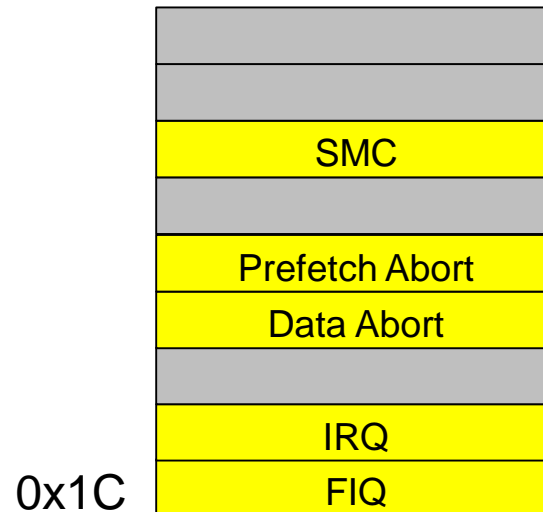 SMC
Prefetch Abort
Data Abort
IRQ
0x1C FIQ